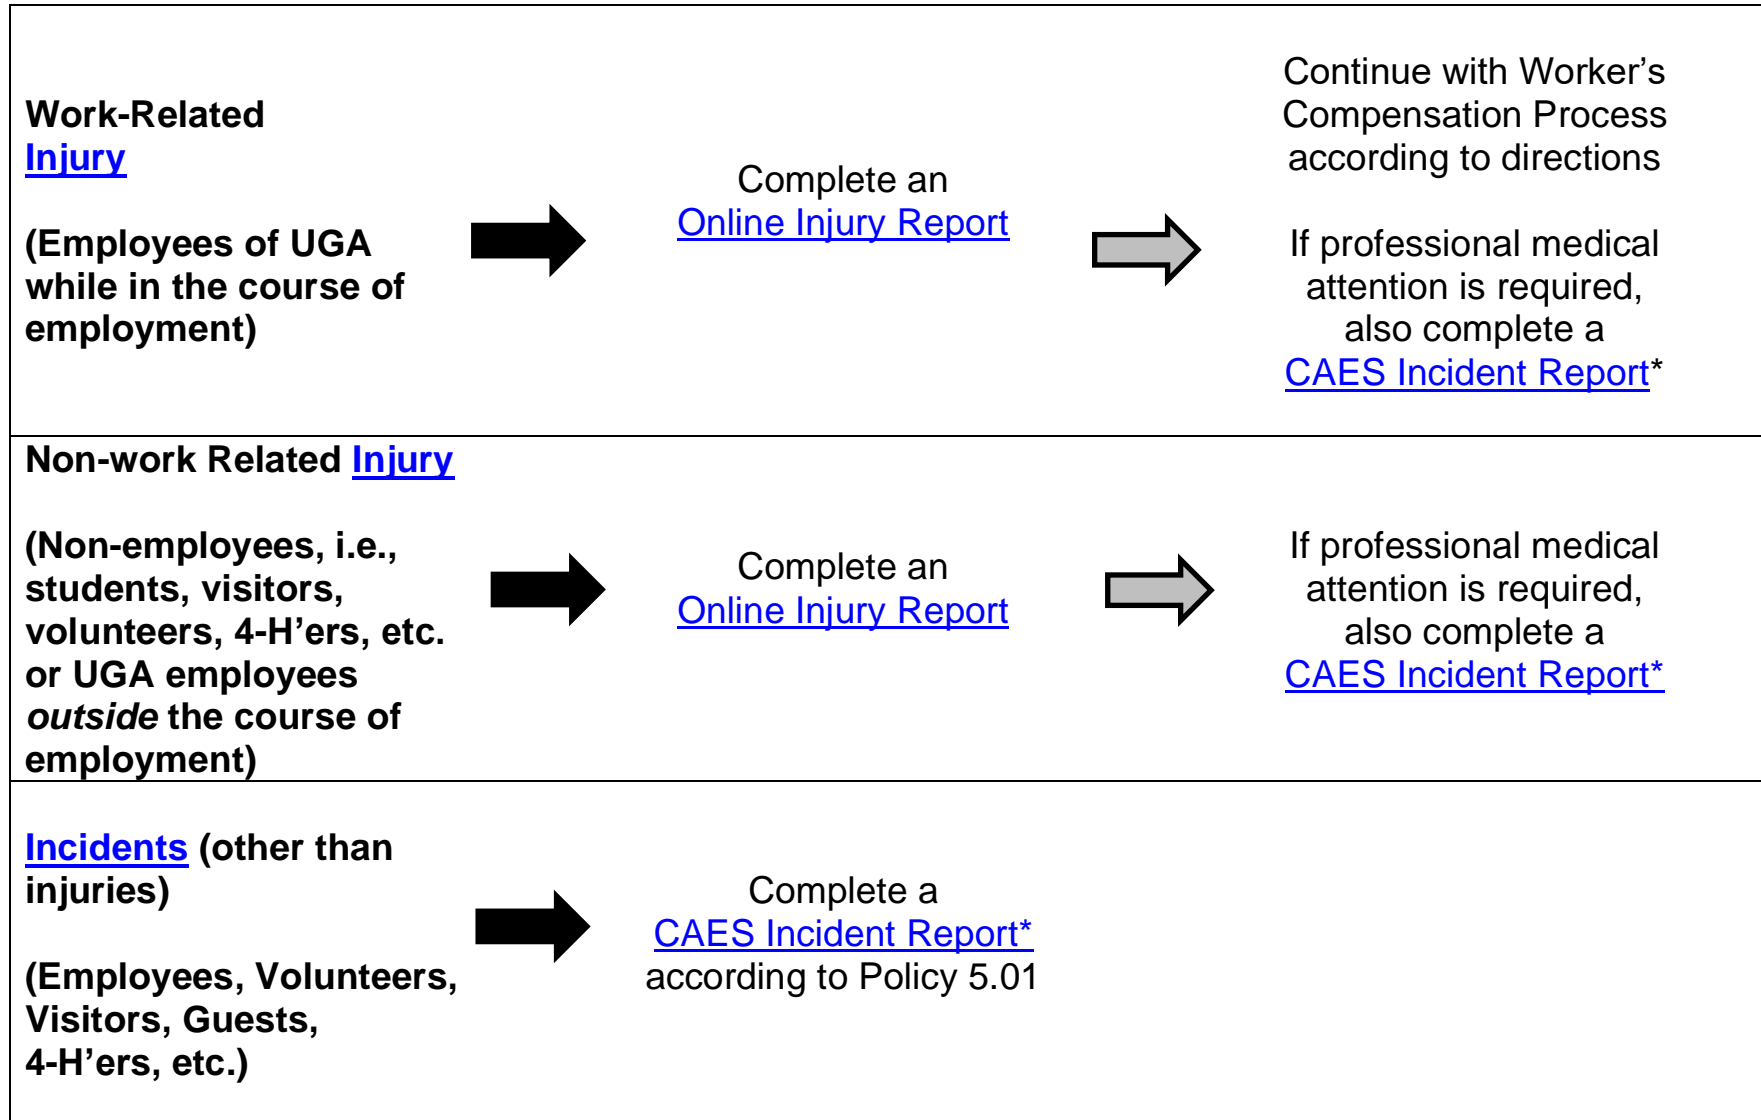 Work-Related
Injury
(Employees of UGA
while in the course of
employment)
Complete an
Online Injury Report
Continue with Worker’s
Compensation Process
according to directions
If professional medical
attention is required,
also complete a
CAES Incident Report*
Non-work Related Injury
(Non-employees, i.e.,
students, visitors,
volunteers, 4-H’ers, etc.
or UGA employees
outside the course of
employment)
Complete an
Online Injury Report
If professional medical
attention is required,
also complete a
CAES Incident Report*
Incidents (other than
injuries)
(Employees, Volunteers,
Visitors, Guests,
4-H’ers, etc.)
Complete a
CAES Incident Report*
according to Policy 5.01